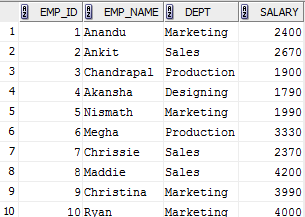 EMP_ID EMP_NAME DEPT SALARY
1 1 Anandu Marketing 2400
2 2 Ankit Sales 2670
3 3 Chandrapal Production 1900
4 4 Akansha Designing 1790
5 5 Nismath Marketing 1990
6 6 Megha Production 3330
7 7 Chrissie Sales 2370
8 8 Maddie Sales 4200
9 9 Christina Marketing 3990
10 10 Ryan Marketing 4000